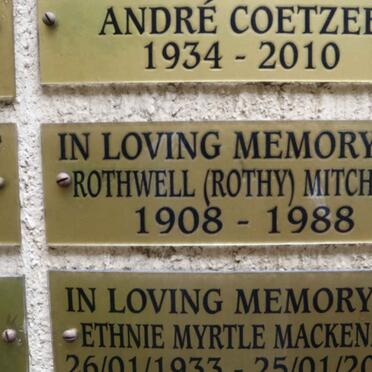 ANDRÉ COETZEE
1934 - 2010
IN LOVING MEMORY
ROTHWELL (ROTHY) MITCH
1908 - 1988
IN LOVING MEMORY
ETHNIE MYRTLE MACKEN
26/01/1933 - 25/01/20